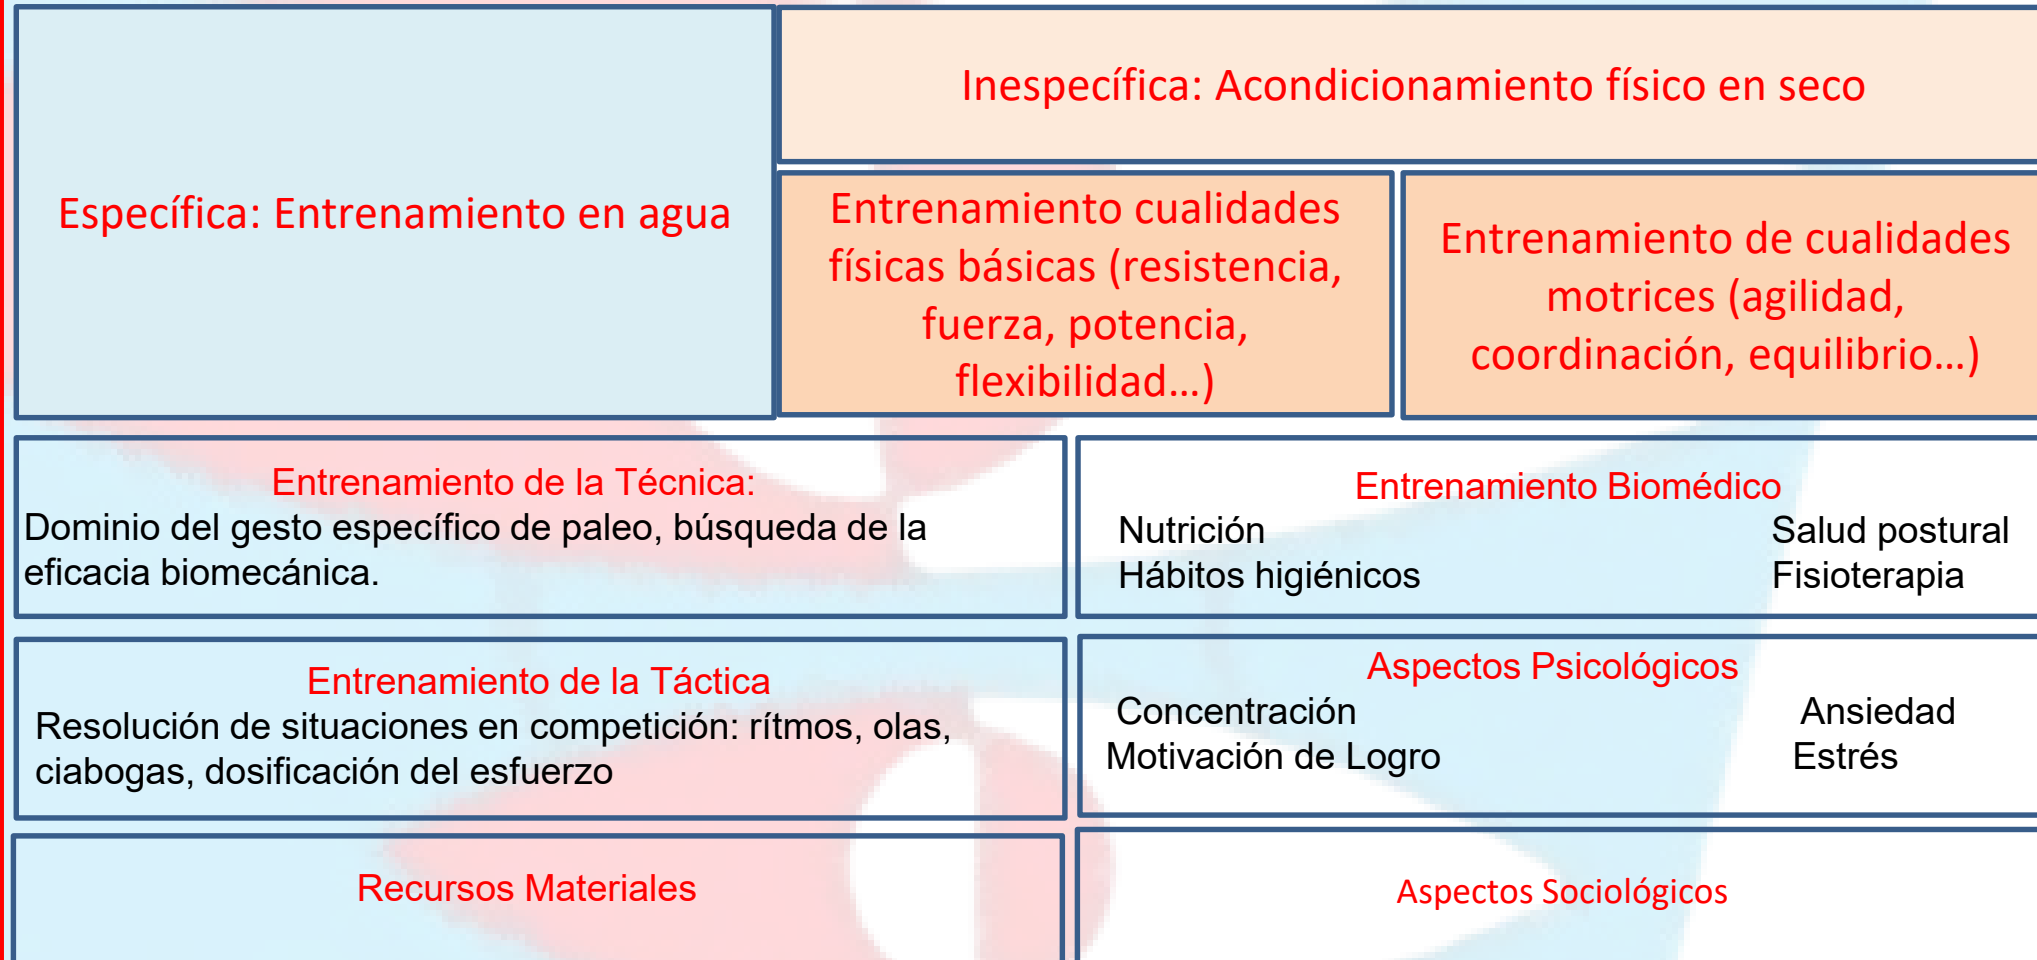 Inespecífica: Acondicionamiento físico en seco
Específica: Entrenamiento en agua
Entrenamiento cualidades
físicas básicas (resistencia,
fuerza, potencia,
flexibilidad…)
Entrenamiento de cualidades
motrices (agilidad,
coordinación, equilibrio…)
Entrenamiento de la Técnica:
Dominio del gesto específico de paleo, búsqueda de la
eficacia biomecánica.
Entrenamiento Biomédico
Nutrición Salud postural
Hábitos higiénicos Fisioterapia
Entrenamiento de la Táctica
Resolución de situaciones en competición: rítmos, olas,
ciabogas, dosificación del esfuerzo
Aspectos Psicológicos
Concentración Ansiedad
Motivación de Logro Estrés
Recursos Materiales
Aspectos Sociológicos